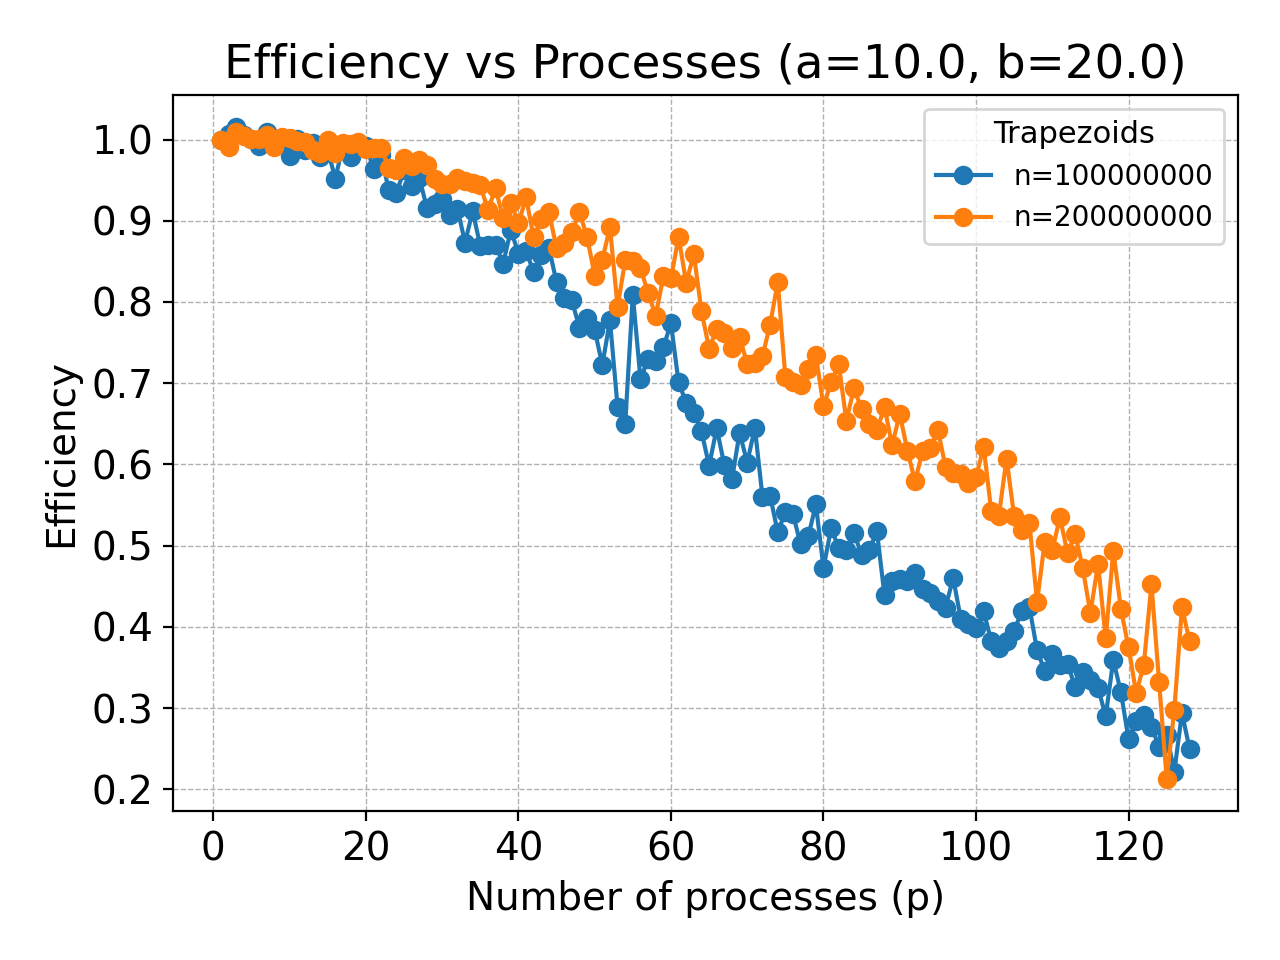 Efficiency vs Processes (a=10.0, b=20.0)
Trapezoids
n=100000000
n=200000000
Efficiency
1.0
0.9
0.8
0.7
0.6
0.5
0.4
0.3
0.2
0 20 40 60 80 100 120
Number of processes (p)